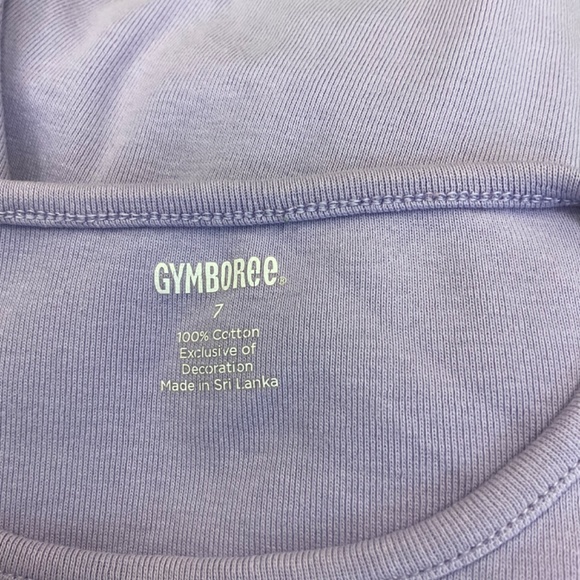 GYMBOREE®
7
100% Cotton
Exclusive of
Decoration
Made in Sri Lanka